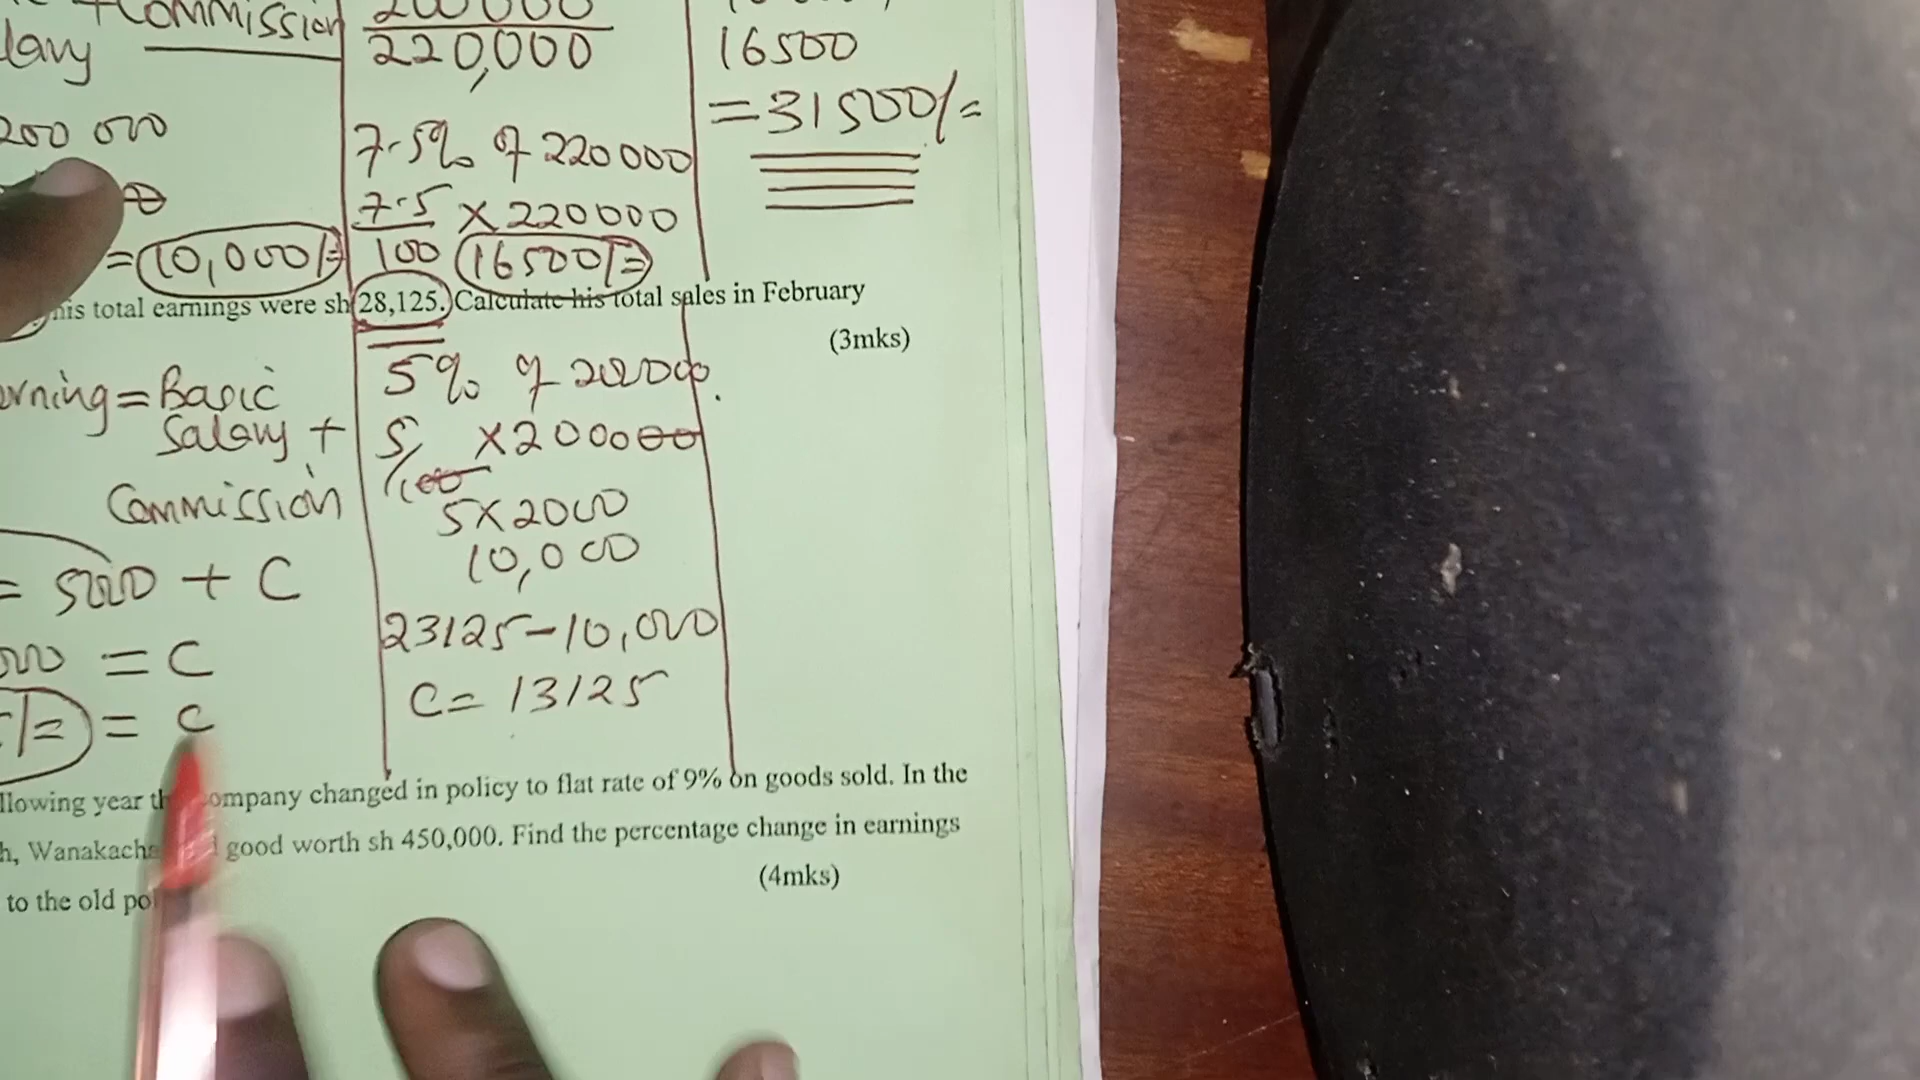 +Commission
lary
200 000
=10,000/=
200000
220,000
7.5% of 220000
7.5/100 × 220000
16500/=
16500
=31500/=
his total earnings were sh 28,125. Calculate his total sales in February
(3mks)
rning = Basic
Salary +
Commission
= 5000 + C
000 = C
/= = C
5% of 200000
5/100 ×200000
5×2000
10,000
23125-10,000
C= 13125
llowing year the company changed in policy to flat rate of 9% on goods sold. In the
h, Wanakacha good worth sh 450,000. Find the percentage change in earnings
to the old po
(4mks)